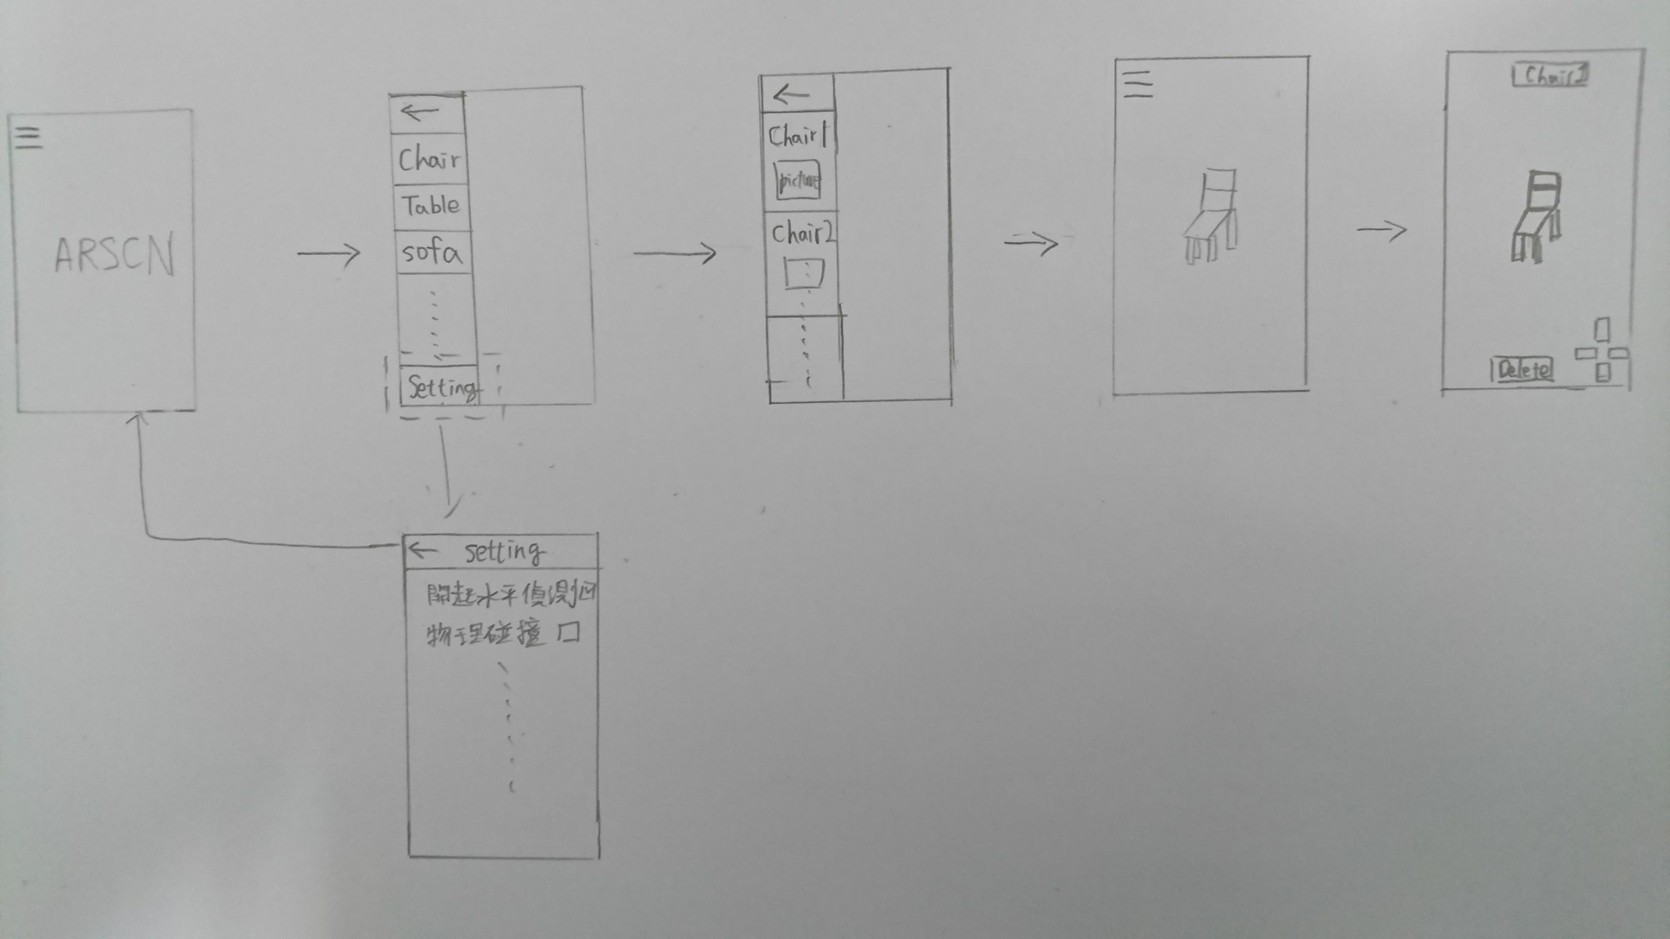 ARSCN
Chair
Table
sofa
Setting
Chair1
picture
Chair2
Chair1
Delete
setting
開起水平偵測
物理碰撞